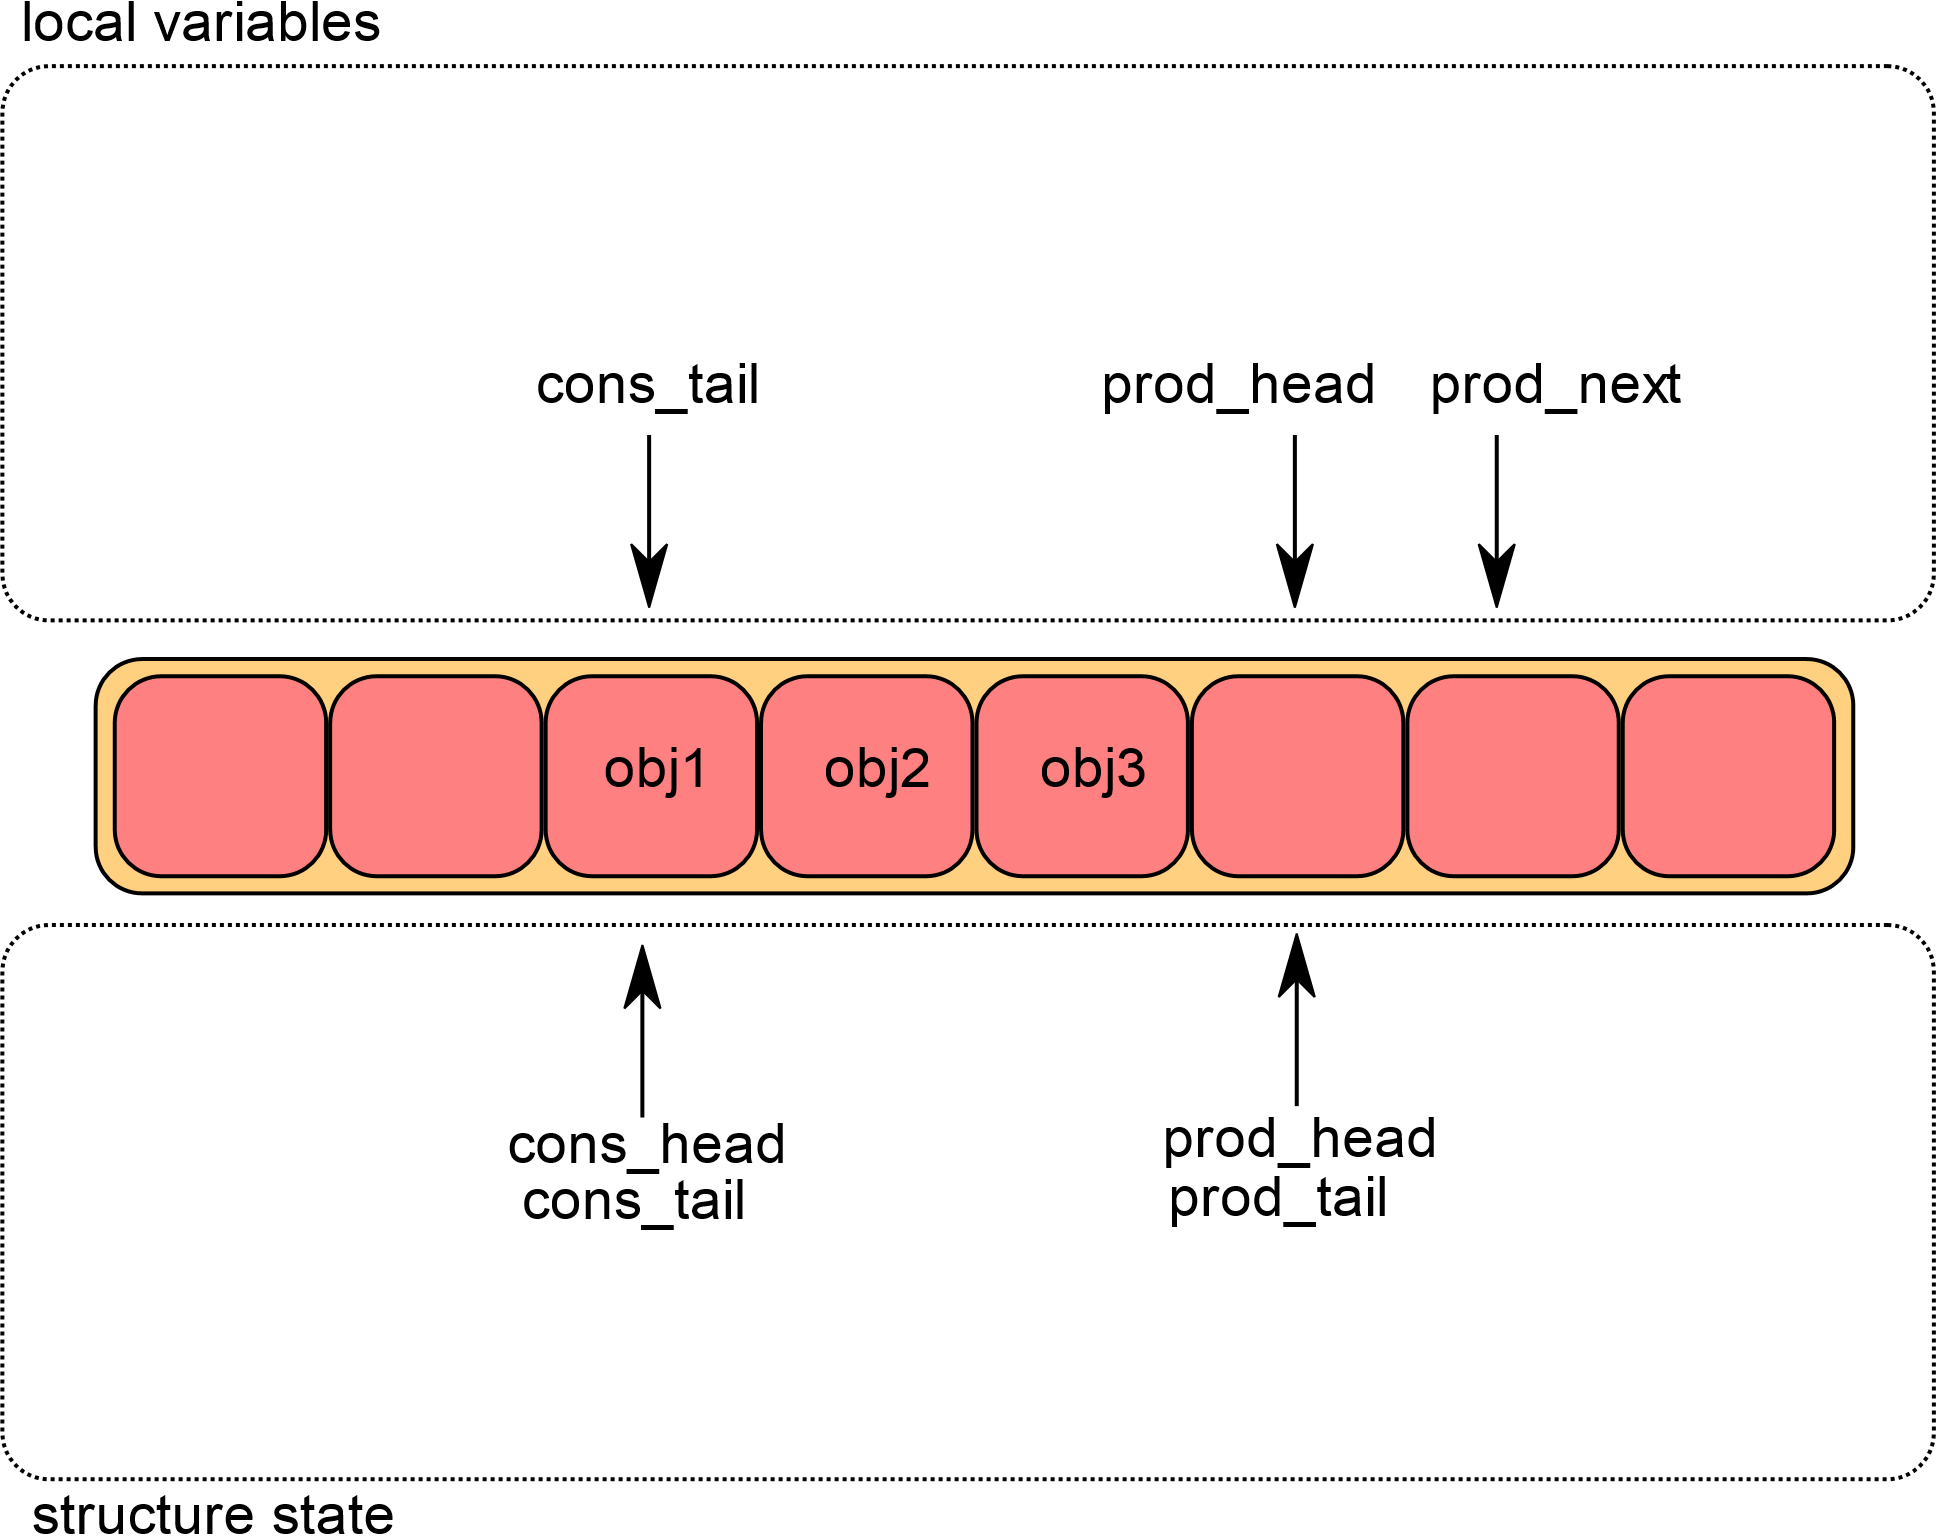 local variables
cons_tail
prod_head
prod_next
obj1
obj2
obj3
cons_head
cons_tail
prod_head
prod_tail
structure state